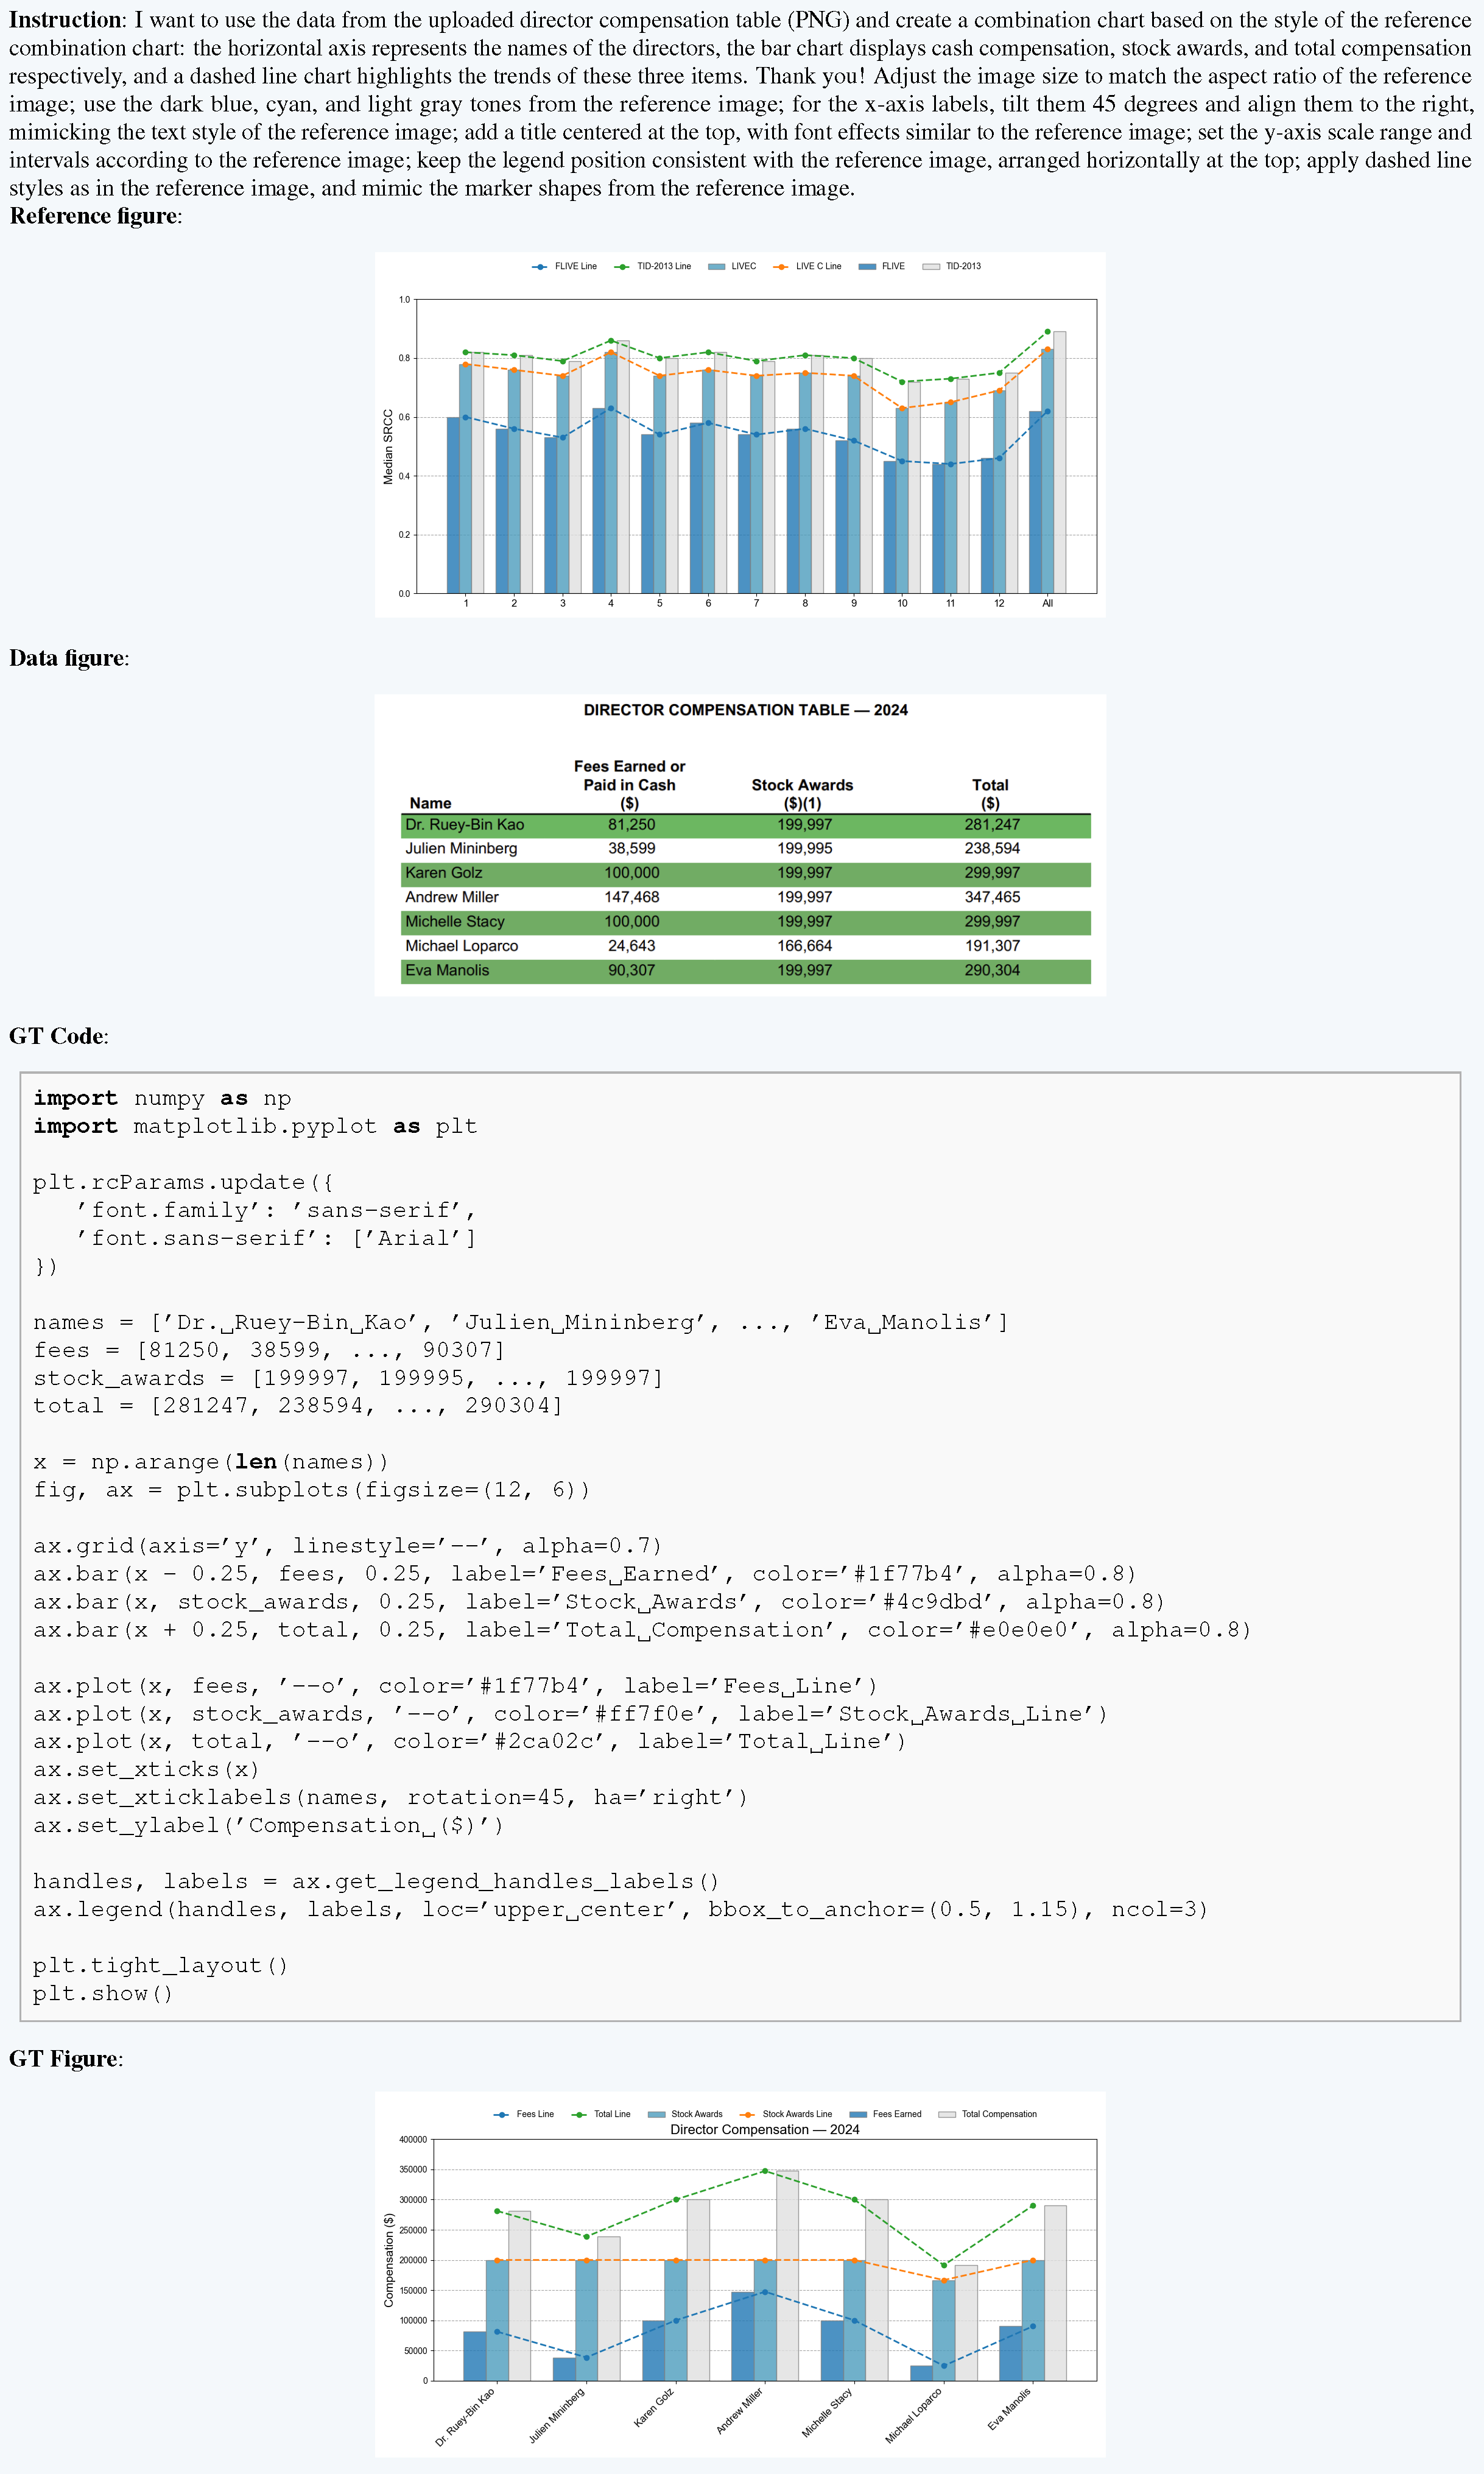 Instruction: I want to use the data from the uploaded director compensation table (PNG) and create a combination chart based on the style of the reference
combination chart: the horizontal axis represents the names of the directors, the bar chart displays cash compensation, stock awards, and total compensation
respectively, and a dashed line chart highlights the trends of these three items. Thank you! Adjust the image size to match the aspect ratio of the reference
image; use the dark blue, cyan, and light gray tones from the reference image; for the x-axis labels, tilt them 45 degrees and align them to the right,
mimicking the text style of the reference image; add a title centered at the top, with font effects similar to the reference image; set the y-axis scale range and
intervals according to the reference image; keep the legend position consistent with the reference image, arranged horizontally at the top; apply dashed line
styles as in the reference image, and mimic the marker shapes from the reference image.
Reference figure:
FLIVE Line TID-2013 Line LIVEC LIVE C Line FLIVE TID-2013
Median SRCC
1.0
0.8
0.6
0.4
0.2
0.0
1 2 3 4 5 6 7 8 9 10 11 12 All
Data figure:
DIRECTOR COMPENSATION TABLE — 2024
Fees Earned or
Paid in Cash Stock Awards Total
Name ($) ($)(1) ($)
Dr. Ruey-Bin Kao 81,250 199,997 281,247
Julien Mininberg 38,599 199,995 238,594
Karen Golz 100,000 199,997 299,997
Andrew Miller 147,468 199,997 347,465
Michelle Stacy 100,000 199,997 299,997
Michael Loparco 24,643 166,664 191,307
Eva Manolis 90,307 199,997 290,304
GT Code:
import numpy as np
import matplotlib.pyplot as plt
plt.rcParams.update({
'font.family': 'sans-serif',
'font.sans-serif': ['Arial']
})
names = ['Dr.␣Ruey-Bin␣Kao', 'Julien␣Mininberg', ..., 'Eva␣Manolis']
fees = [81250, 38599, ..., 90307]
stock_awards = [199997, 199995, ..., 199997]
total = [281247, 238594, ..., 290304]
x = np.arange(len(names))
fig, ax = plt.subplots(figsize=(12, 6))
ax.grid(axis='y', linestyle='--', alpha=0.7)
ax.bar(x - 0.25, fees, 0.25, label='Fees␣Earned', color='#1f77b4', alpha=0.8)
ax.bar(x, stock_awards, 0.25, label='Stock␣Awards', color='#4c9dbd', alpha=0.8)
ax.bar(x + 0.25, total, 0.25, label='Total␣Compensation', color='#e0e0e0', alpha=0.8)
ax.plot(x, fees, '--o', color='#1f77b4', label='Fees␣Line')
ax.plot(x, stock_awards, '--o', color='#ff7f0e', label='Stock␣Awards␣Line')
ax.plot(x, total, '--o', color='#2ca02c', label='Total␣Line')
ax.set_xticks(x)
ax.set_xticklabels(names, rotation=45, ha='right')
ax.set_ylabel('Compensation␣($)')
handles, labels = ax.get_legend_handles_labels()
ax.legend(handles, labels, loc='upper␣center', bbox_to_anchor=(0.5, 1.15), ncol=3)
plt.tight_layout()
plt.show()
GT Figure:
Fees Line Total Line Stock Awards Stock Awards Line Fees Earned Total Compensation
Director Compensation — 2024
Compensation ($)
400000
350000
300000
250000
200000
150000
100000
50000
0
Dr. Ruey-Bin Kao
Julien Mininberg
Karen Golz
Andrew Miller
Michelle Stacy
Michael Loparco
Eva Manolis